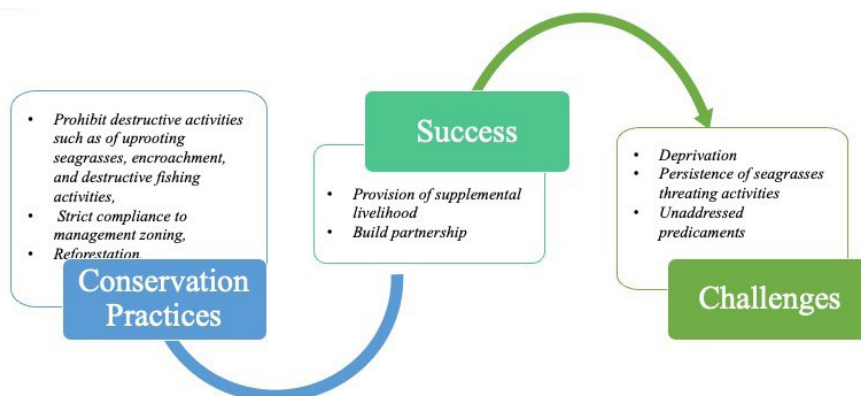 • Prohibit destructive activities
such as of uprooting
seagrasses, encroachment,
and destructive fishing
activities,
• Strict compliance to
management zoning,
• Reforestation.
Conservation
Practices
Success
• Provision of supplemental
livelihood
• Build partnership
• Deprivation
• Persistence of seagrasses
threating activities
• Unaddressed
predicaments
Challenges